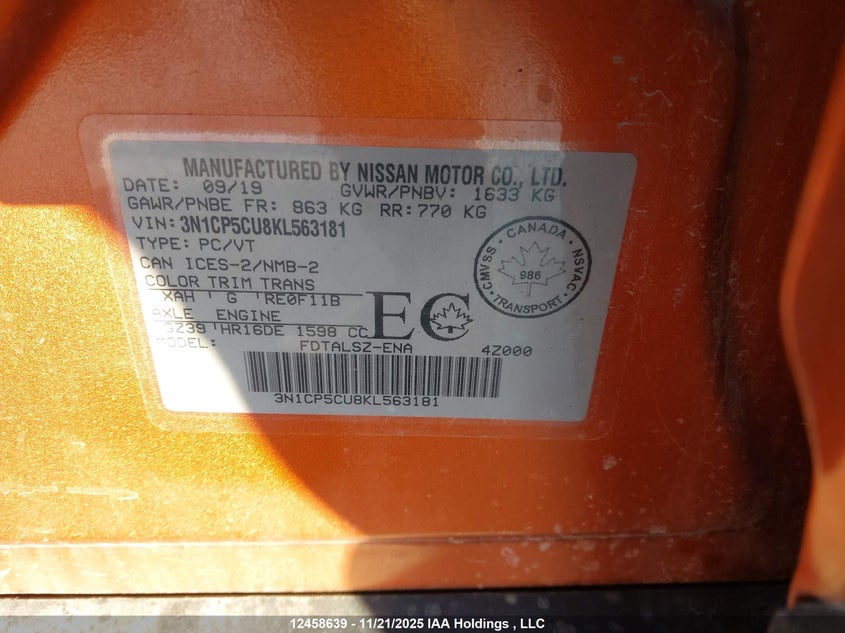 MANUFACTURED BY NISSAN MOTOR CO., LTD.
DATE: 09/19 GVWR/PNBV: 1633 KG
GAWR/PNBE FR: 863 KG RR: 770 KG
VIN: 3N1CP5CU8KL563181
TYPE: PC/VT
CAN ICES-2/NMB-2
COLOR TRIM TRANS
XAH ' G ' RE0F11B
AXLE ENGINE
GZ39 'HR16DE 1598 CC
EC
MODEL: FDTALSZ-ENA 4Z000
3N1CP5CU8KL563181
CANADA
CMVSS
NSVAC
986
TRANSPORT
12458639 - 11/21/2025 IAA Holdings , LLC